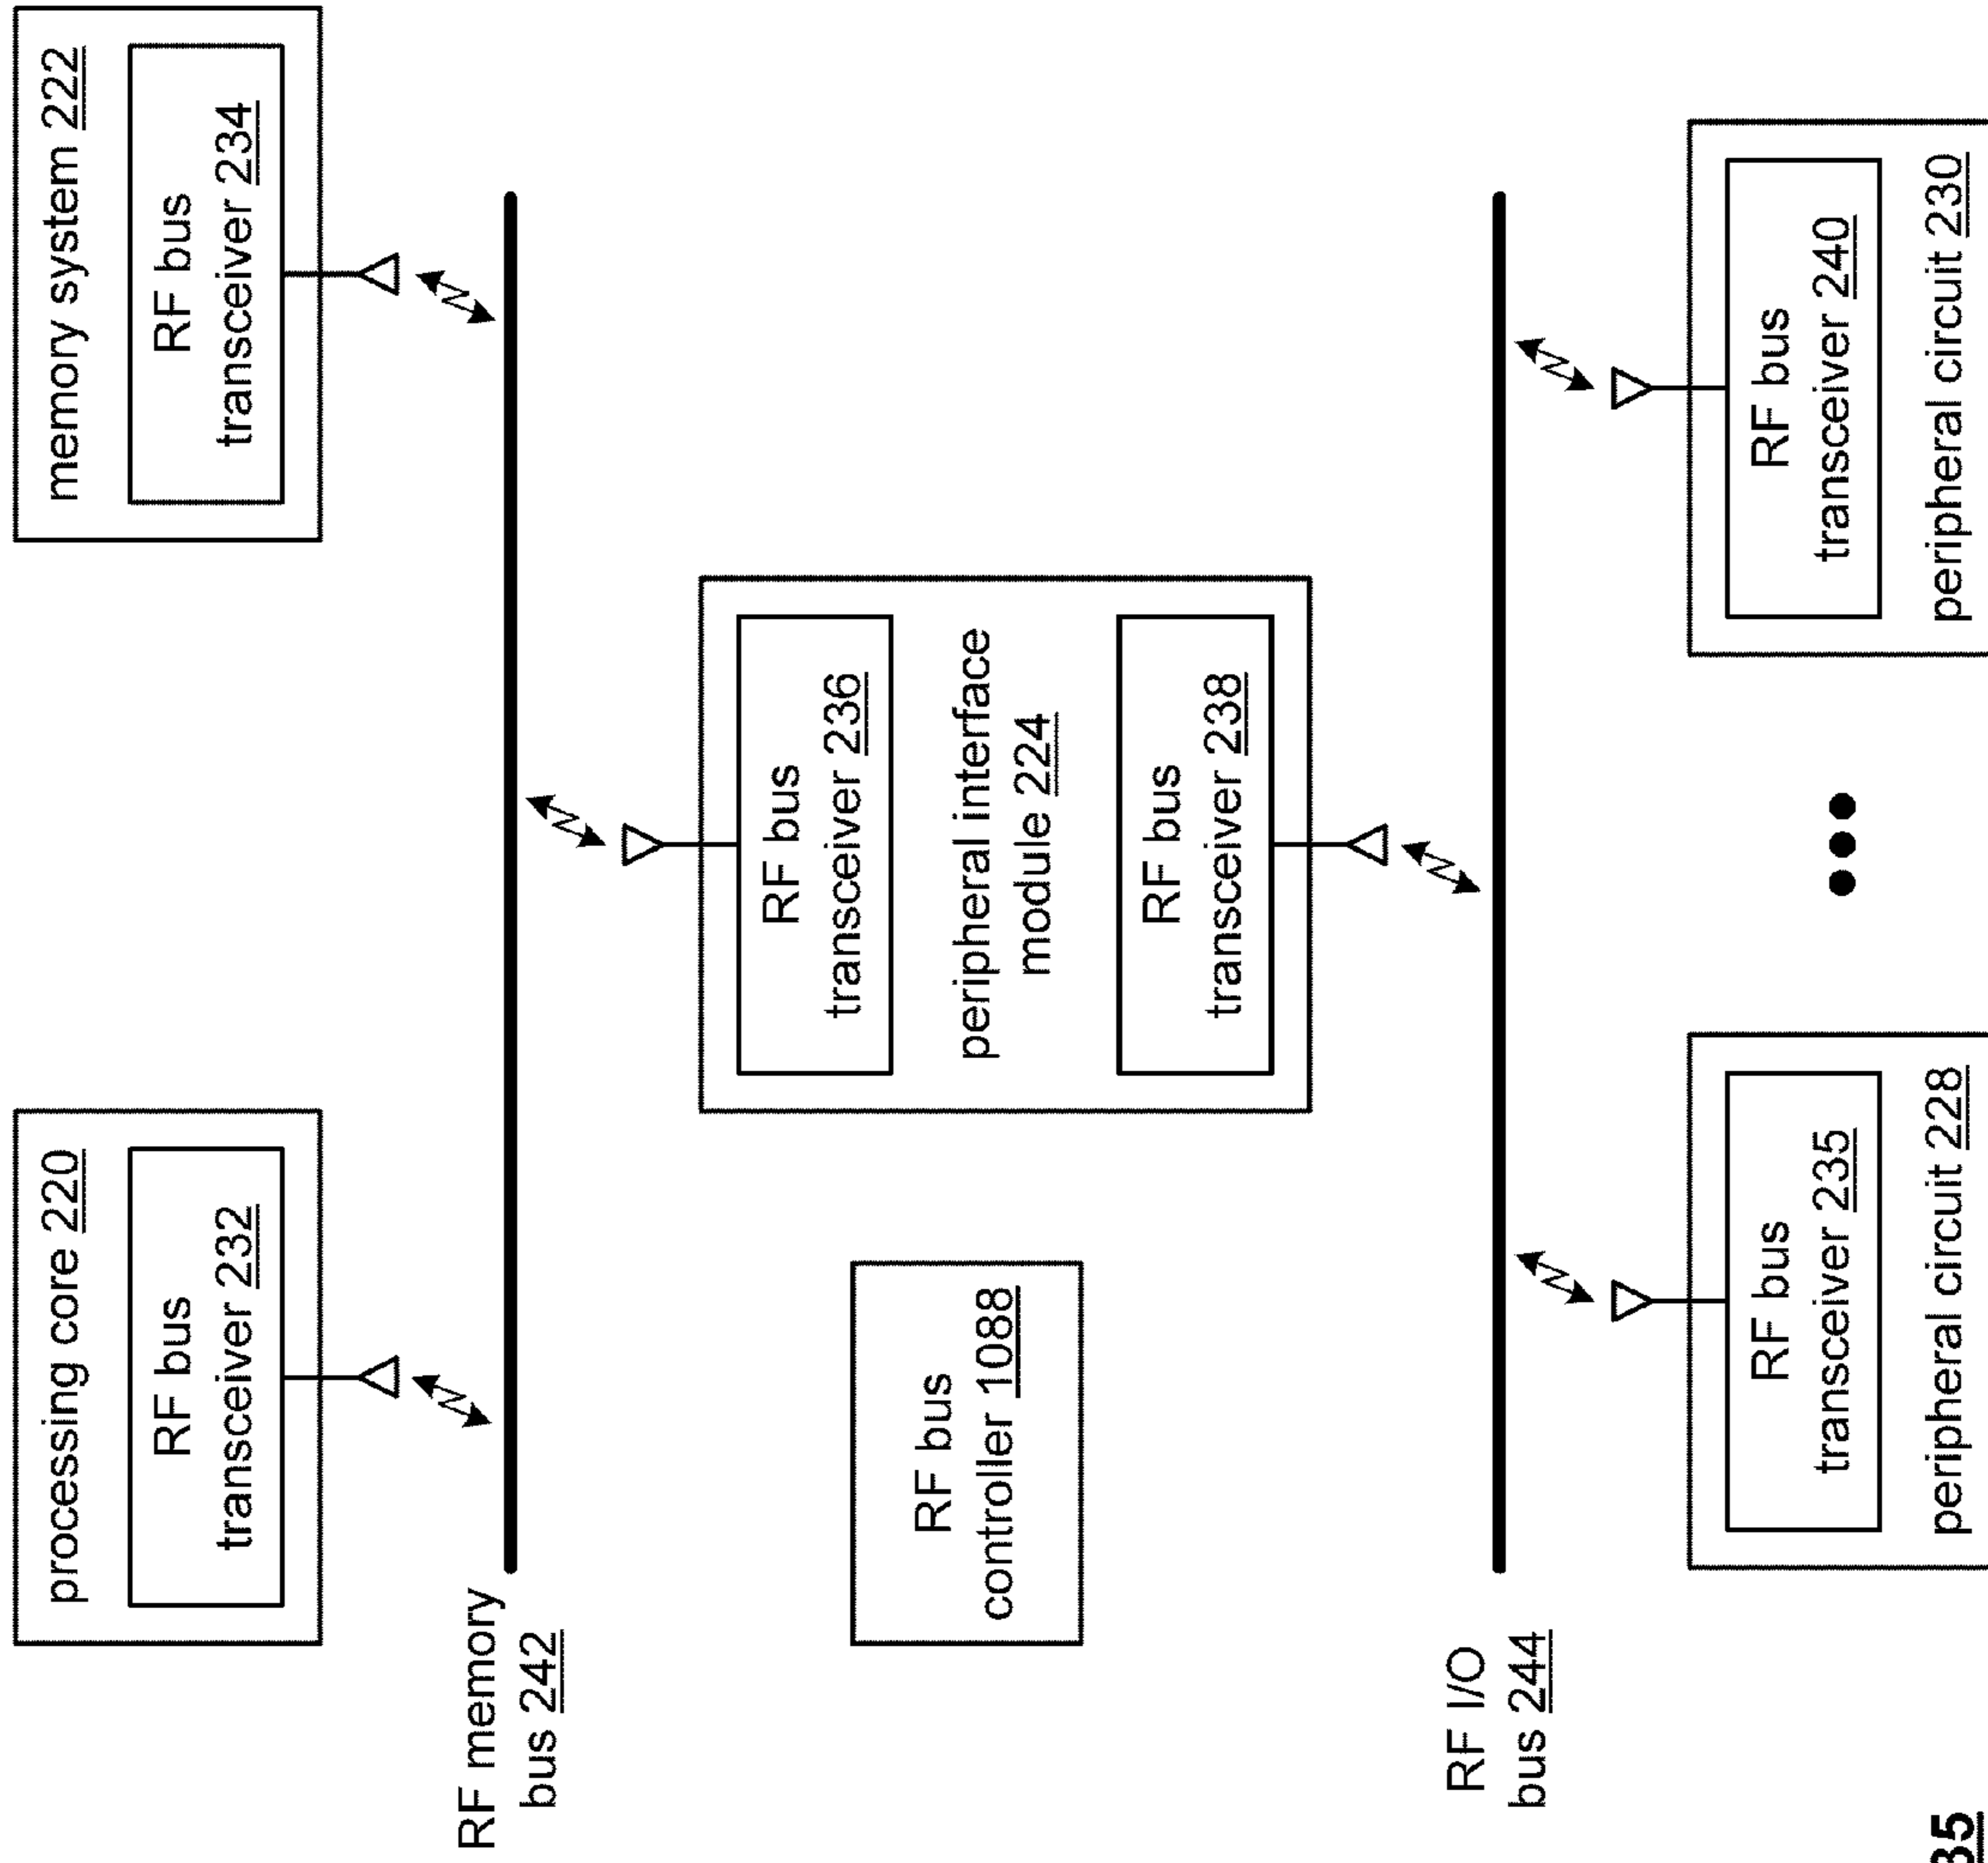 processing core 220
RF bus
transceiver 232
memory system 222
RF bus
transceiver 234
RF memory
bus 242
RF bus
transceiver 236
peripheral interface
module 224
RF bus
transceiver 238
RF bus
controller 1088
RF I/O
bus 244
RF bus
transceiver 235
peripheral circuit 228
RF bus
transceiver 240
peripheral circuit 230
35